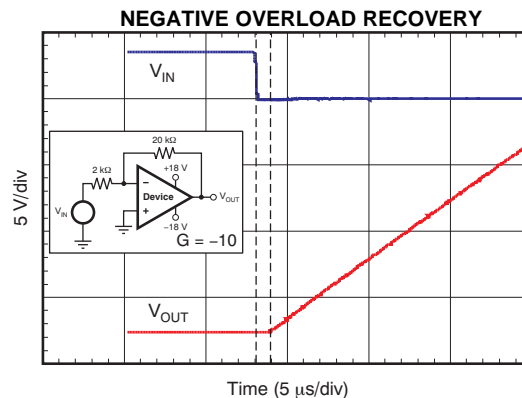 NEGATIVE OVERLOAD RECOVERY
VIN
20 kΩ
2 kΩ
+18 V
−
Device
+
VOUT
VIN
−18 V
G = −10
VOUT
5 V/div
Time (5 μs/div)